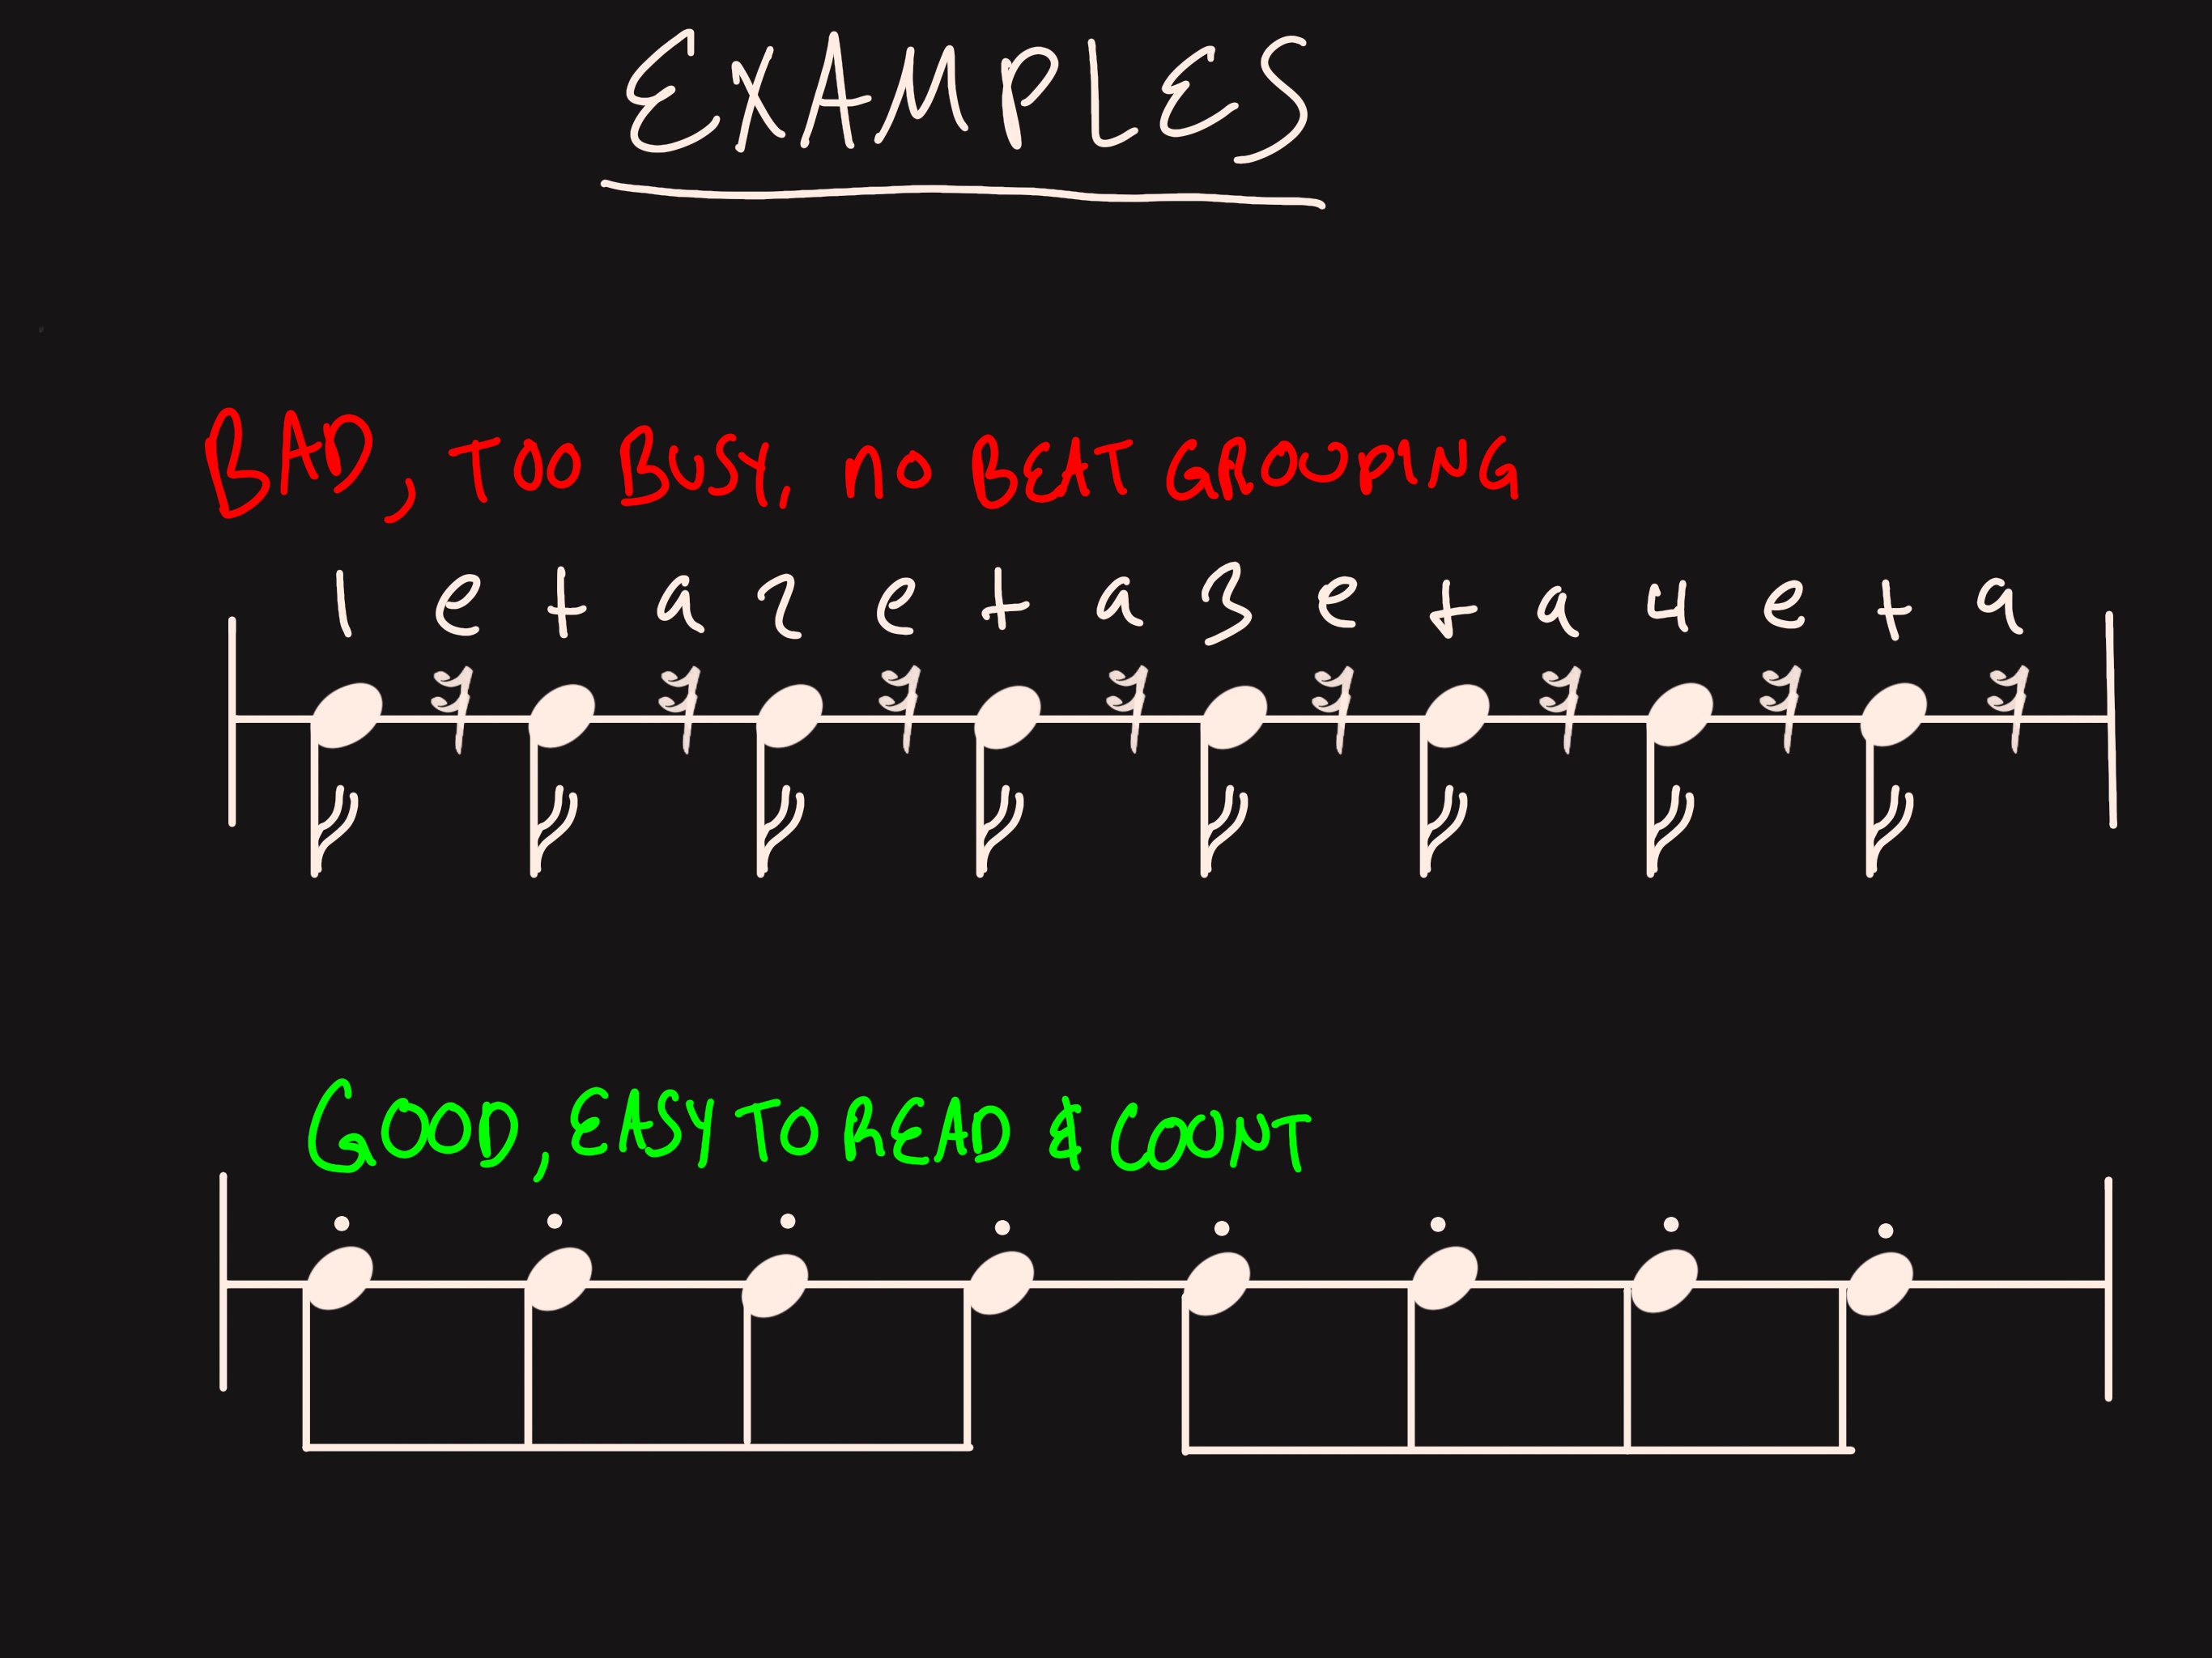 EXAMPLES
BAD, TOO BUSY, NO BEAT GROUPING
1 e + a 2 e + a 3 e + a 4 e + a
GOOD, EASY TO READ & COUNT